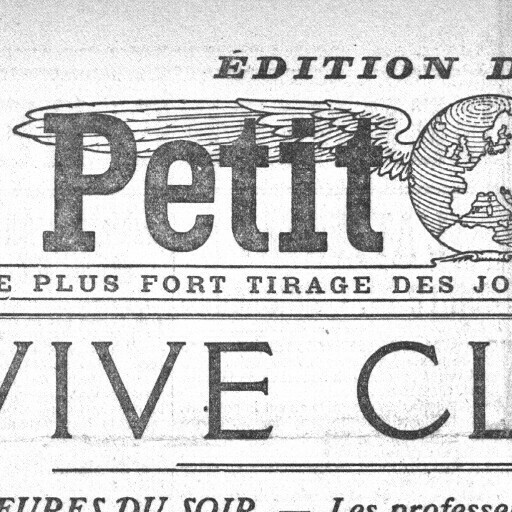 ÉDITION D
Petit
E PLUS FORT TIRAGE DES JO
VIVE CL
EURES DU SOIR. — Les professe